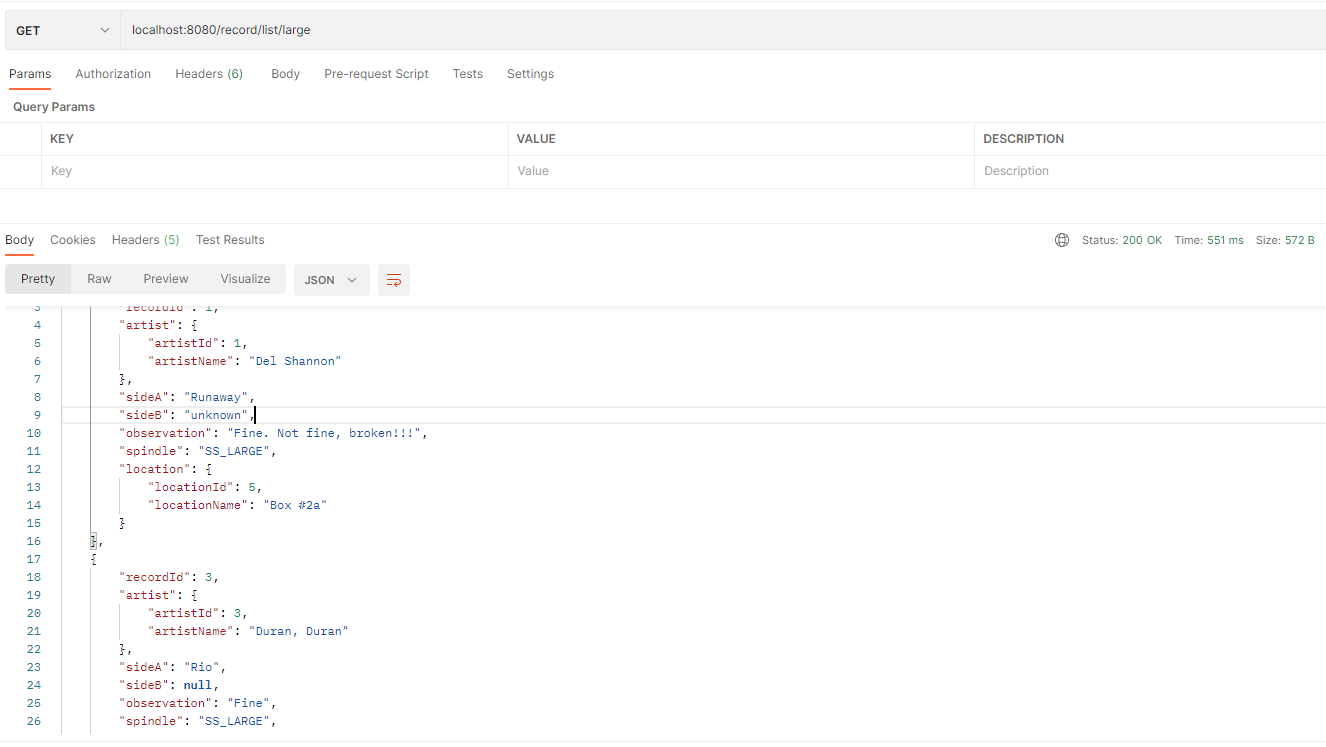 GET localhost:8080/record/list/large
Params Authorization Headers (6) Body Pre-request Script Tests Settings
Query Params
KEY VALUE DESCRIPTION
Key Value Description
Body Cookies Headers (5) Test Results Status: 200 OK Time: 551 ms Size: 572 B
Pretty Raw Preview Visualize JSON
3 "recordId": 1,
4 "artist": {
5 "artistId": 1,
6 "artistName": "Del Shannon"
7 },
8 "sideA": "Runaway",
9 "sideB": "unknown",
10 "observation": "Fine. Not fine, broken!!!",
11 "spindle": "SS_LARGE",
12 "location": {
13 "locationId": 5,
14 "locationName": "Box #2a"
15 }
16 },
17 {
18 "recordId": 3,
19 "artist": {
20 "artistId": 3,
21 "artistName": "Duran, Duran"
22 },
23 "sideA": "Rio",
24 "sideB": null,
25 "observation": "Fine",
26 "spindle": "SS_LARGE",